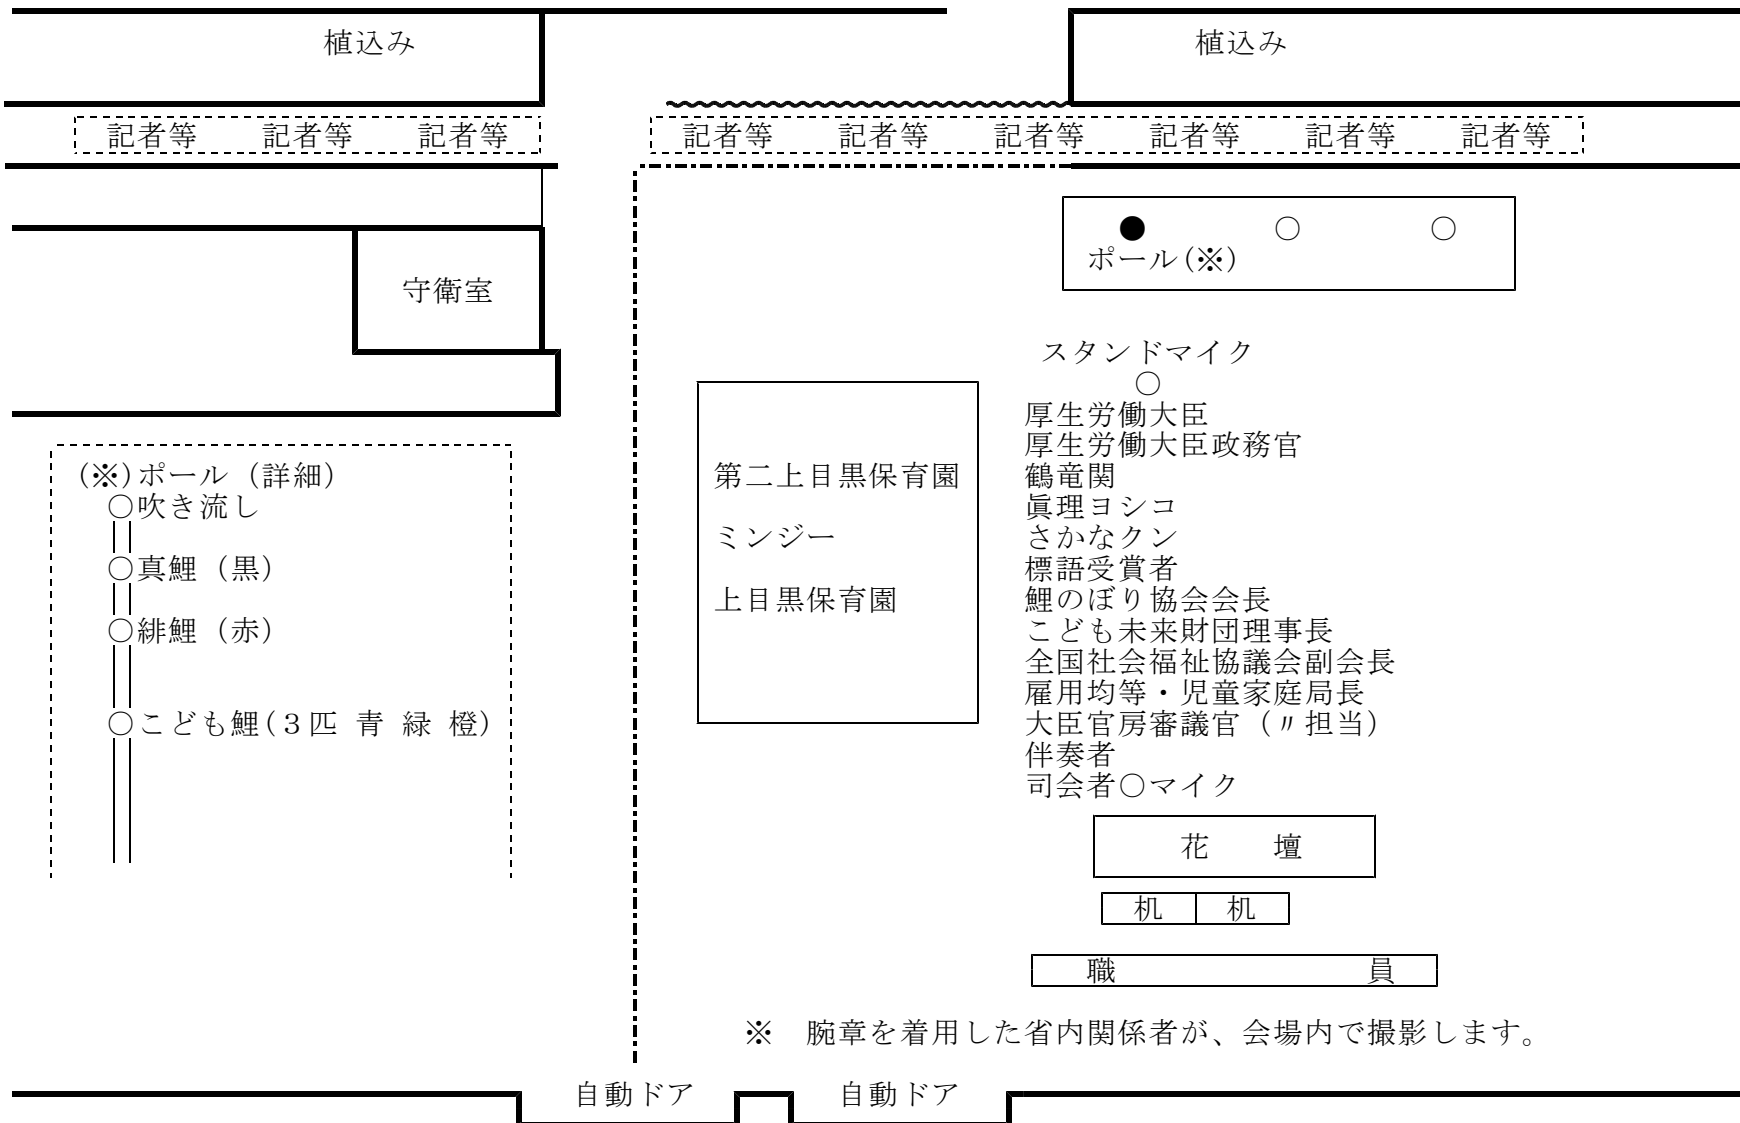 植込み　植込み
記者等　記者等　記者等　記者等　記者等　記者等　記者等　記者等　記者等
●　○　○
ポール(※)
守衛室
スタンドマイク
○
厚生労働大臣
厚生労働大臣政務官
鶴竜関
眞理ヨシコ
さかなクン
標語受賞者
鯉のぼり協会会長
こども未来財団理事長
全国社会福祉協議会副会長
雇用均等・児童家庭局長
大臣官房審議官（〃担当）
伴奏者
司会者○マイク
第二上目黒保育園
ミンジー
上目黒保育園
(※)ポール（詳細）
○吹き流し
○真鯉（黒）
○緋鯉（赤）
○こども鯉(３匹 青 緑 橙)
花　壇
机　机
職　員
※　腕章を着用した省内関係者が、会場内で撮影します。
自動ドア　自動ドア